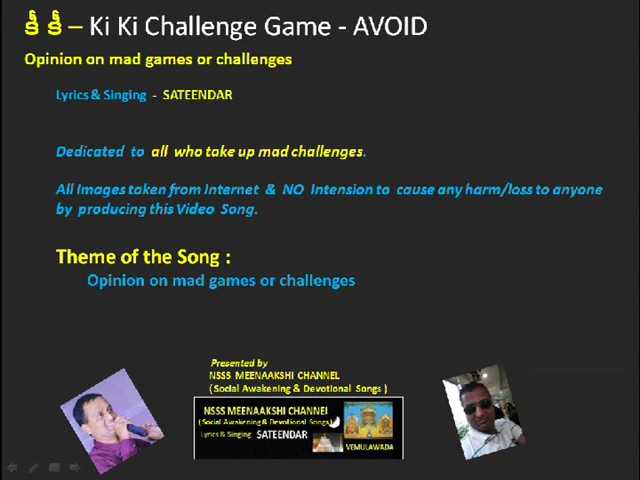 కికి – Ki Ki Challenge Game - AVOID
Opinion on mad games or challenges
Lyrics & Singing - SATEENDAR
Dedicated to all who take up mad challenges.
All Images taken from Internet & NO Intension to cause any harm/loss to anyone
by producing this Video Song.
Theme of the Song :
Opinion on mad games or challenges
Presented by
NSSS MEENAAKSHI CHANNEL
( Social Awakening & Devotional Songs )
NSSS MEENAAKSHI CHANNEl
(Social Awakening & Devotional Songs)
Lyrics & Singing SATEENDAR
VEMULAWADA